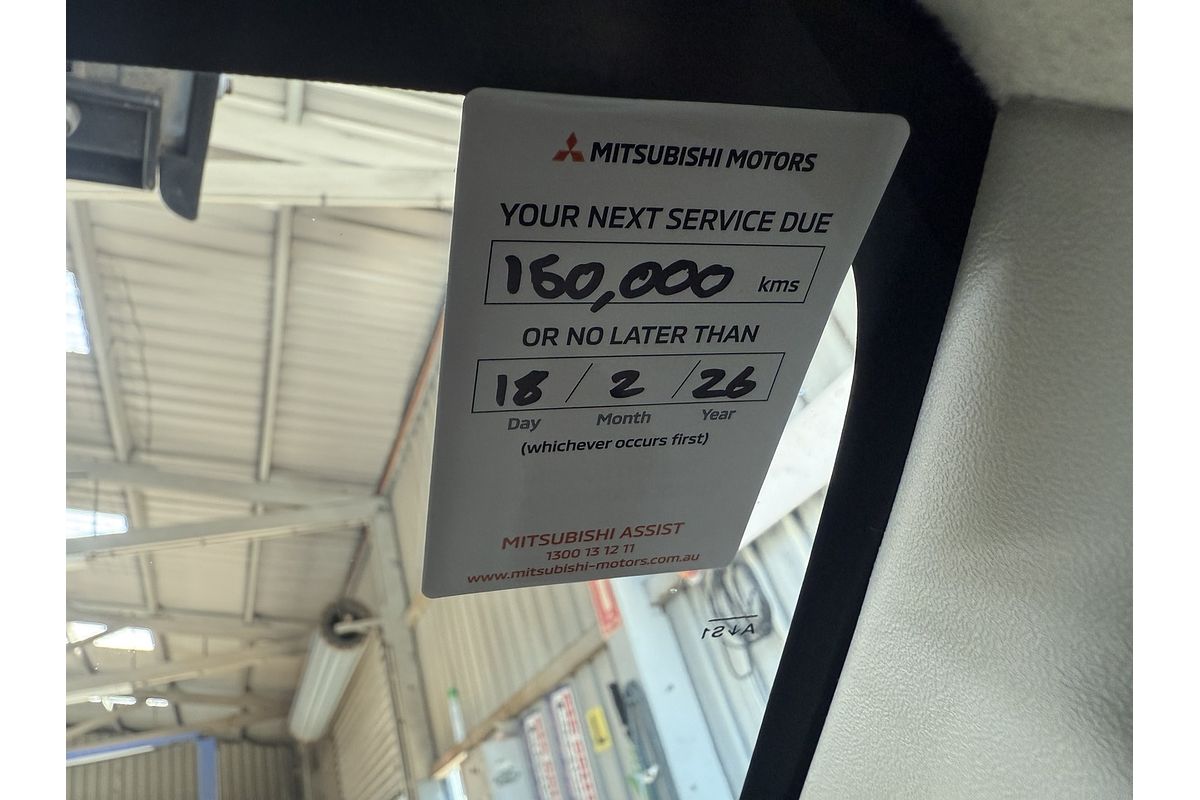 MITSUBISHI MOTORS
YOUR NEXT SERVICE DUE
160,000 kms
OR NO LATER THAN
18 / 2 / 26
Day Month Year
(whichever occurs first)
MITSUBISHI ASSIST
1300 13 12 11
www.mitsubishi-motors.com.au
A↓S1